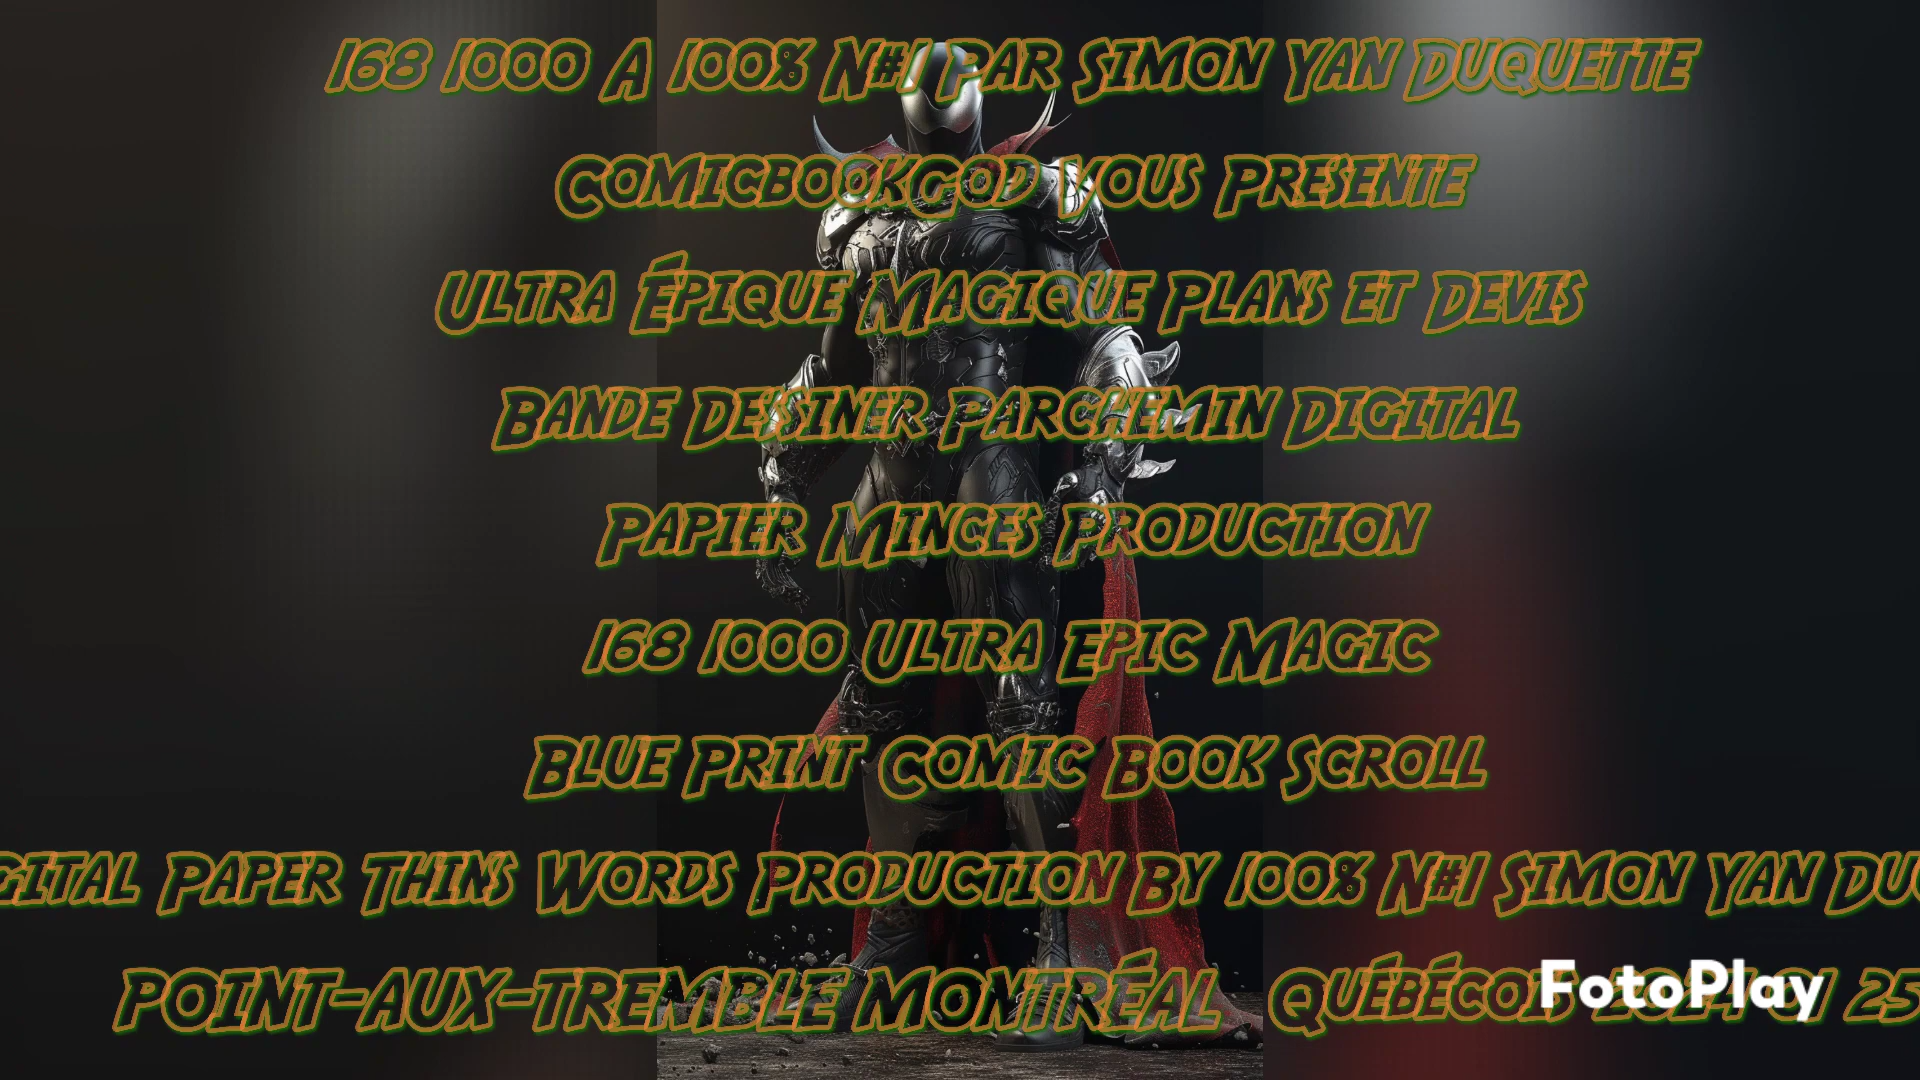 168 1000 A 100% N#1 Par Simon Yan Duquette
ComicbookGod Vous Presente
Ultra Épique Magique Plans et Devis
Bande Dessiner Parchemin Digital
Papier Minces Production
168 1000 Ultra Epic Magic
Blue Print Comic Book Scroll
gital Paper Thins Words Production By 100% N#1 Simon Yan Du
Point-aux-Tremble Montréal Québécois 25
FotoPlay